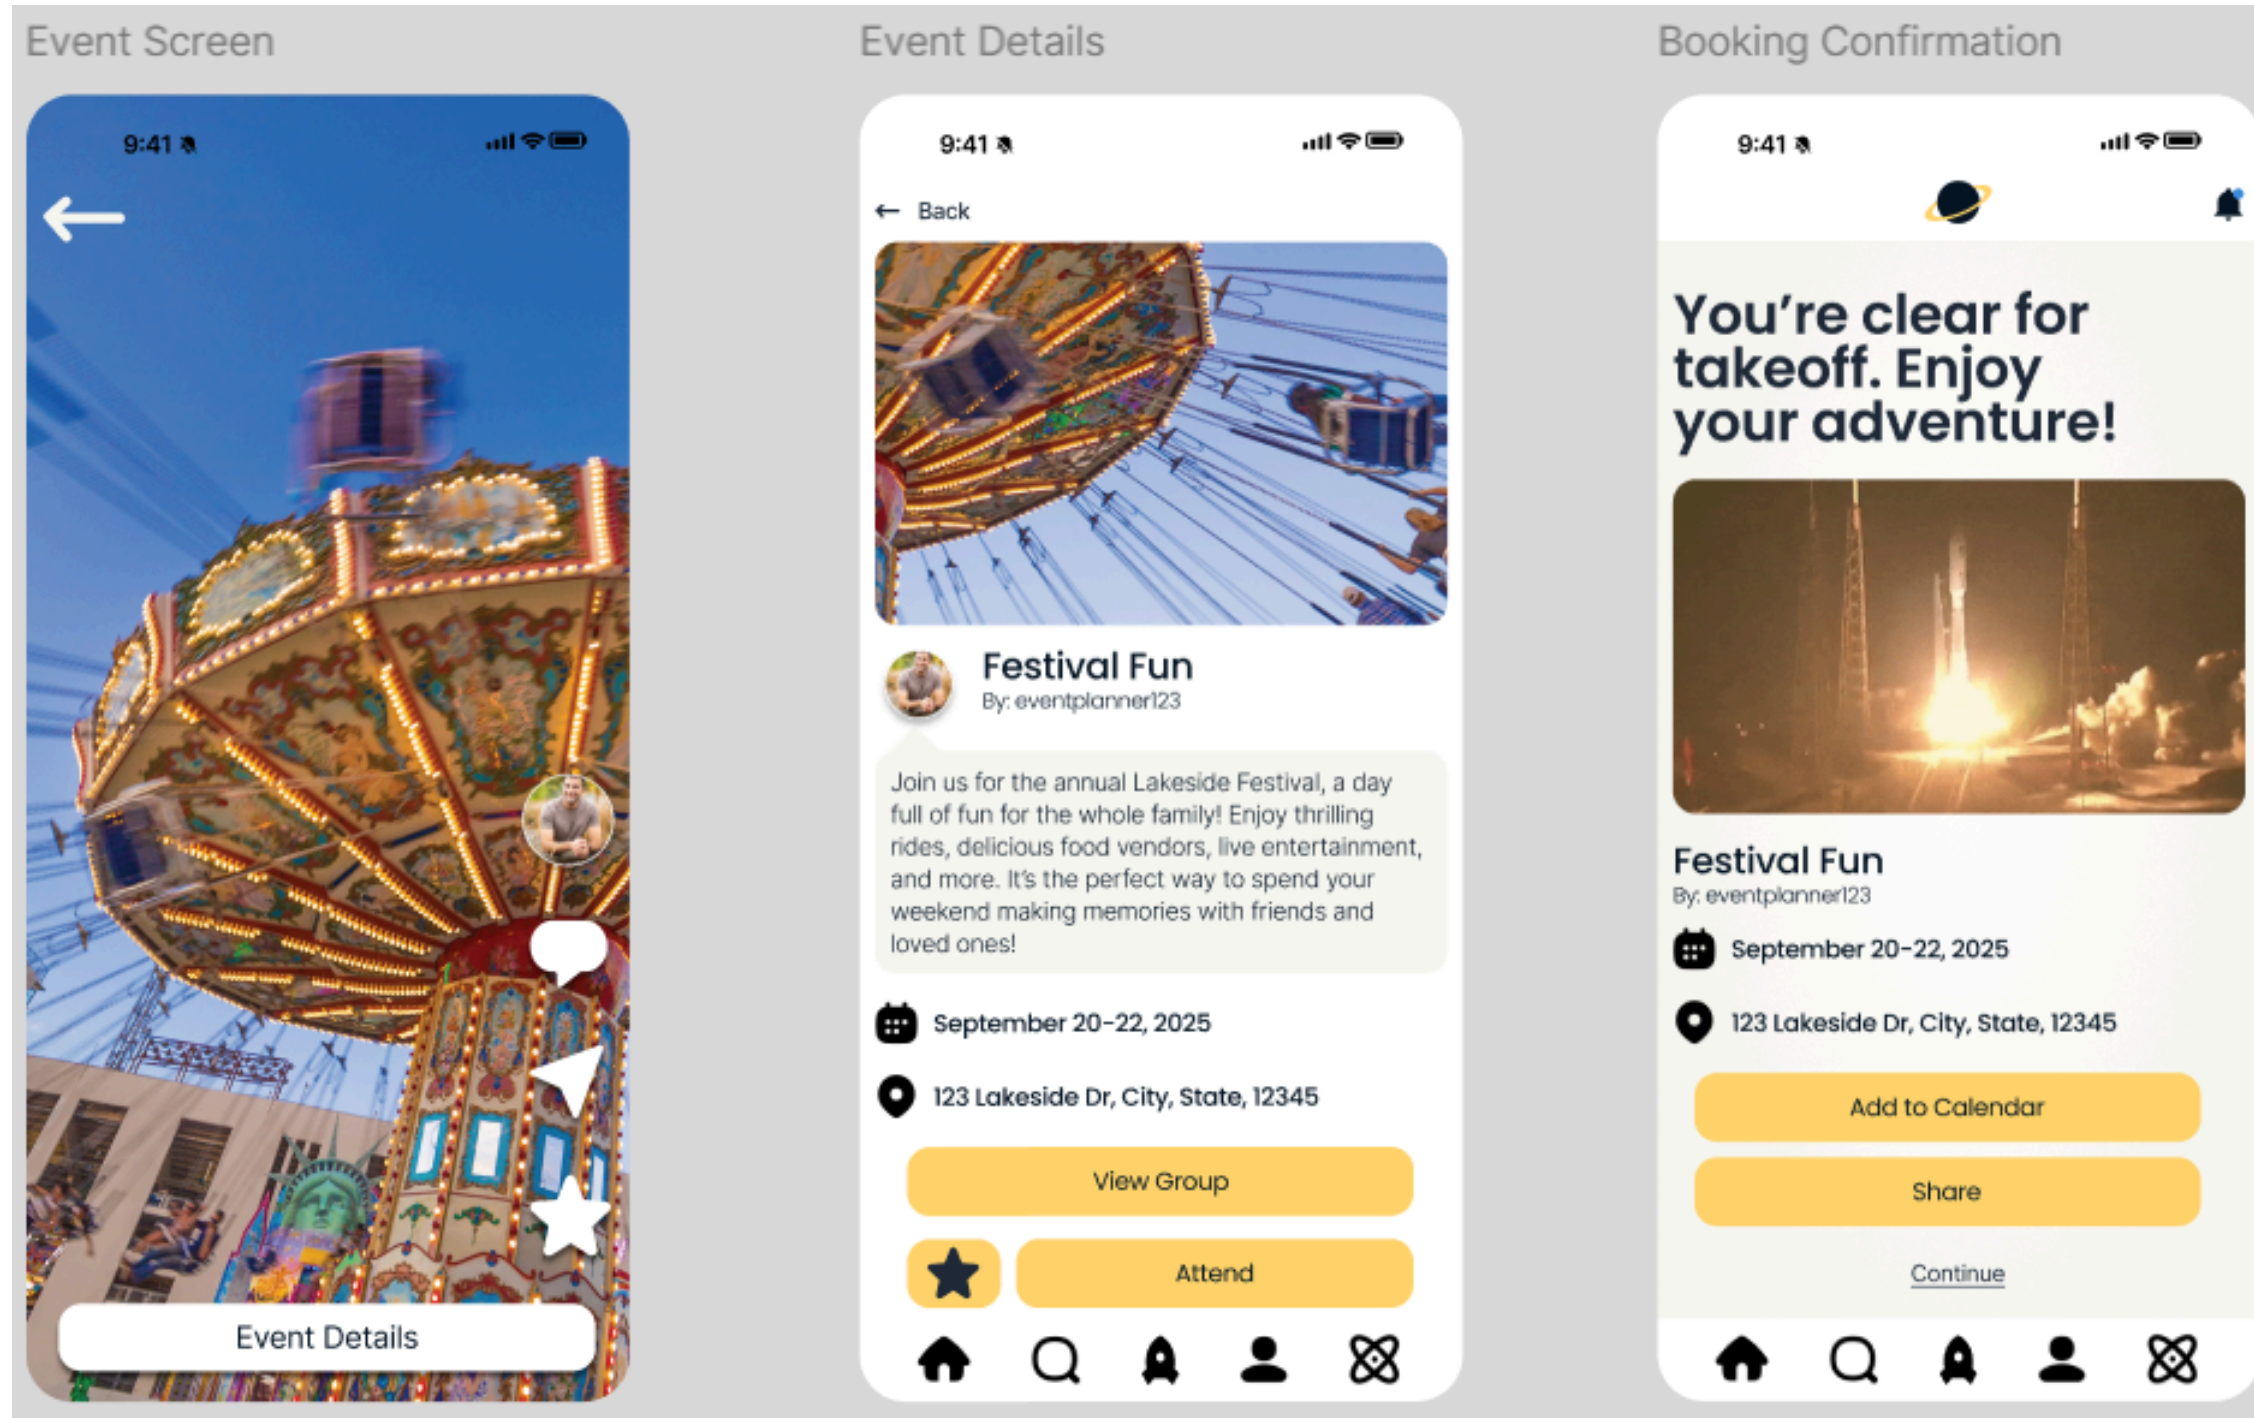 Event Screen
9:41
Event Details
Event Details
9:41
Back
Festival Fun
By: eventplanner123
Join us for the annual Lakeside Festival, a day
full of fun for the whole family! Enjoy thrilling
rides, delicious food vendors, live entertainment,
and more. It's the perfect way to spend your
weekend making memories with friends and
loved ones!
September 20-22, 2025
123 Lakeside Dr, City, State, 12345
View Group
Attend
Booking Confirmation
9:41
You're clear for
takeoff. Enjoy
your adventure!
Festival Fun
By: eventplanner123
September 20-22, 2025
123 Lakeside Dr, City, State, 12345
Add to Calendar
Share
Continue